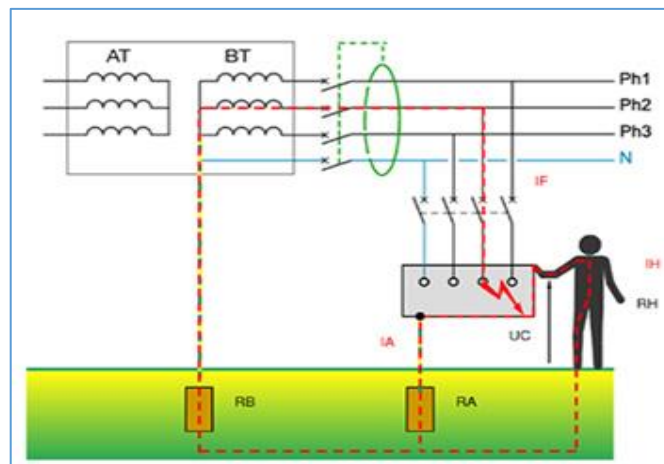 AT BT
Ph1
Ph2
Ph3
N
IF
IH
RH
UC
IA
RB RA